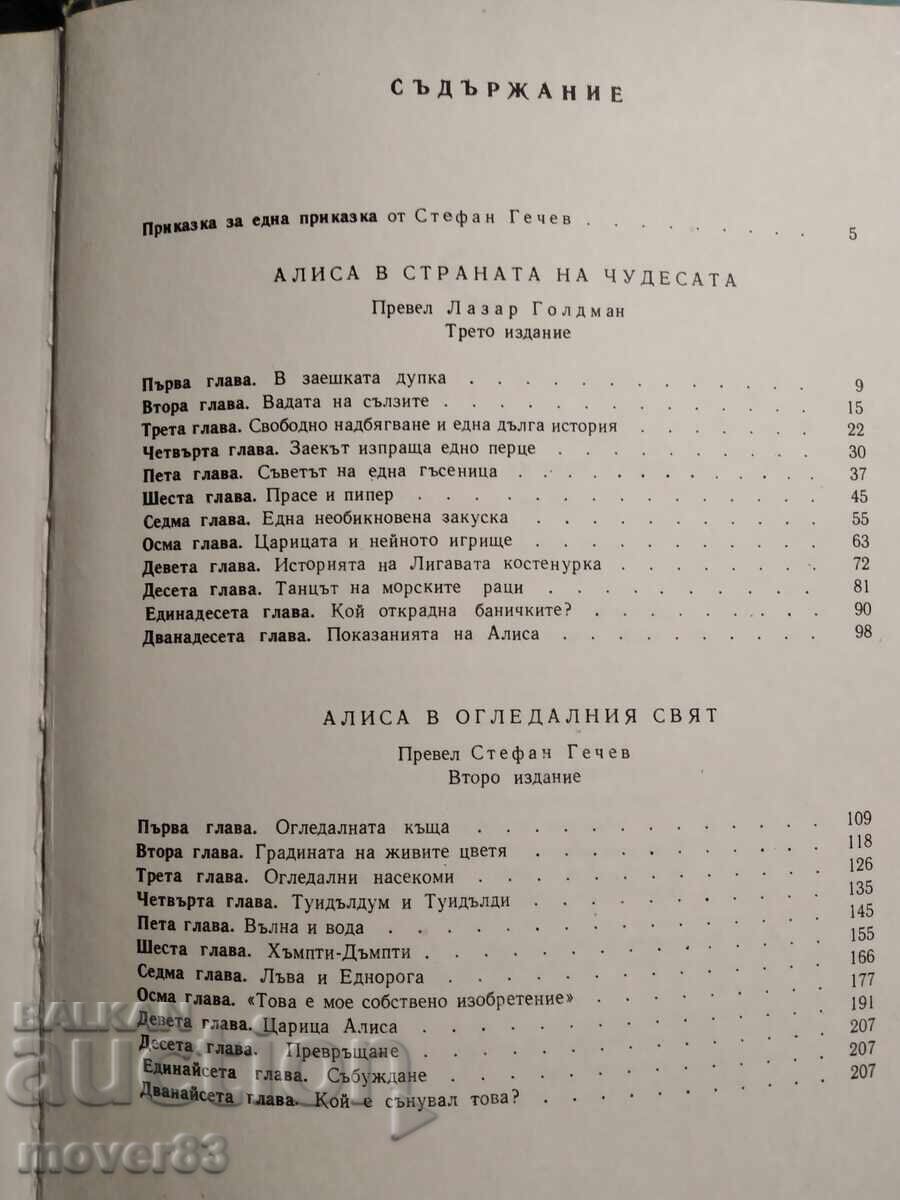 СЪДЪРЖАНИЕ
Приказка за една приказка от Стефан Гечев . . . . . . . . . 5
АЛИСА В СТРАНАТА НА ЧУДЕСАТА
Превел Лазар Голдман
Трето издание
Първа глава. В заешката дупка . . . . . . . . . . . . . 9
Втора глава. Вадата на сълзите . . . . . . . . . . . . . 15
Трета глава. Свободно надбягване и една дълга история . . . . . . . 22
Четвърта глава. Заекът изпраща едно перце . . . . . . . . . . 30
Пета глава. Съветът на една гъсеница . . . . . . . . . . . 37
Шеста глава. Прасе и пипер . . . . . . . . . . . . . . 45
Седма глава. Една необикновена закуска . . . . . . . . . . 55
Осма глава. Царицата и нейното игрище . . . . . . . . . . 63
Девета глава. Историята на Лигавата костенурка . . . . . . . . 72
Десета глава. Танцът на морските раци . . . . . . . . . . 81
Единадесета глава. Кой открадна баничките? . . . . . . . . . 90
Дванадесета глава. Показанията на Алиса . . . . . . . . . . 98
АЛИСА В ОГЛЕДАЛНИЯ СВЯТ
Превел Стефан Гечев
Второ издание
Първа глава. Огледалната къща . . . . . . . . . . . . . 109
Втора глава. Градината на живите цветя . . . . . . . . . . 118
Трета глава. Огледални насекоми . . . . . . . . . . . . 126
Четвърта глава. Туидълдум и Туидълди . . . . . . . . . . 135
Пета глава. Вълна и вода . . . . . . . . . . . . . . . 145
Шеста глава. Хъмпти-Дъмпти . . . . . . . . . . . . . . 155
Седма глава. Лъва и Еднорога . . . . . . . . . . . . . 166
Осма глава. «Това е мое собствено изобретение» . . . . . . . . 177
Девета глава. Царица Алиса . . . . . . . . . . . . . . 191
Десета глава. Превръщане . . . . . . . . . . . . . . 207
Единайсета глава. Събуждане . . . . . . . . . . . . . 207
Дванайсета глава. Кой е сънувал това? . . . . . . . . . . 207
BALKAN
auction
mover83